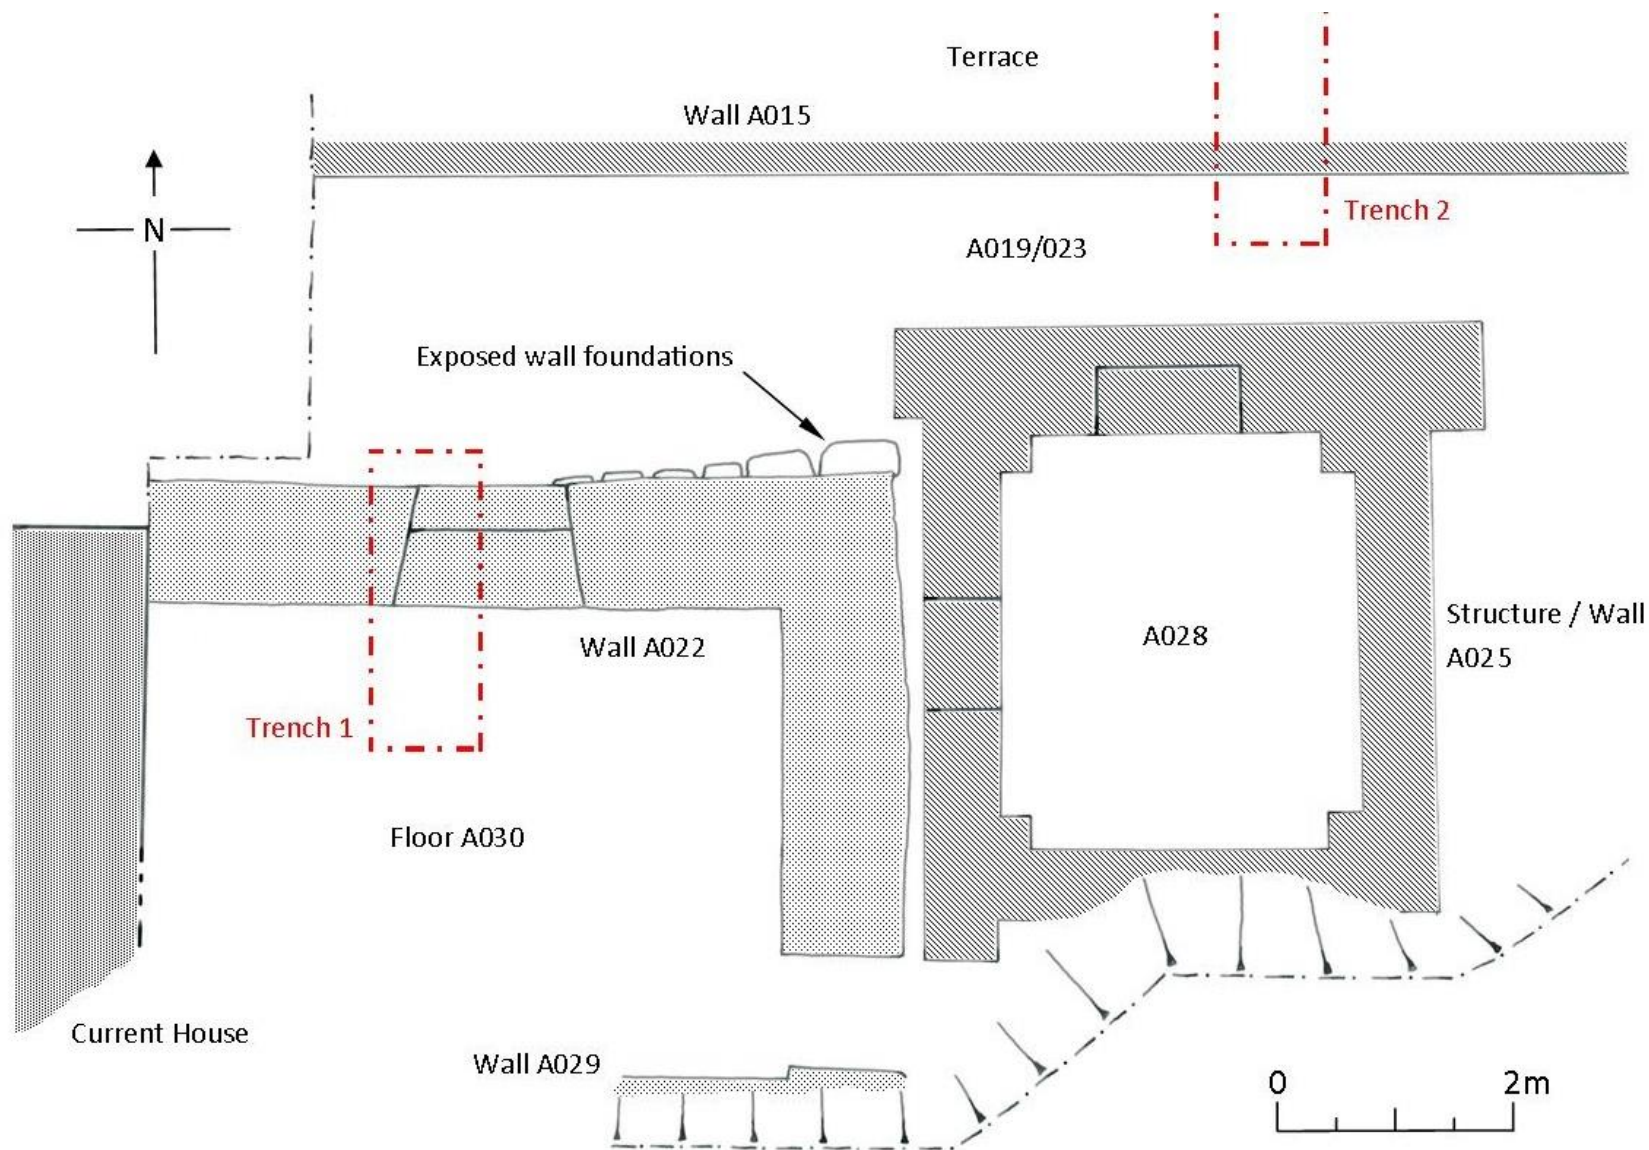 Terrace
Wall A015
Trench 2
N
A019/023
Exposed wall foundations
Structure / Wall
A025
A028
Wall A022
Trench 1
Floor A030
Current House
Wall A029
0 2m